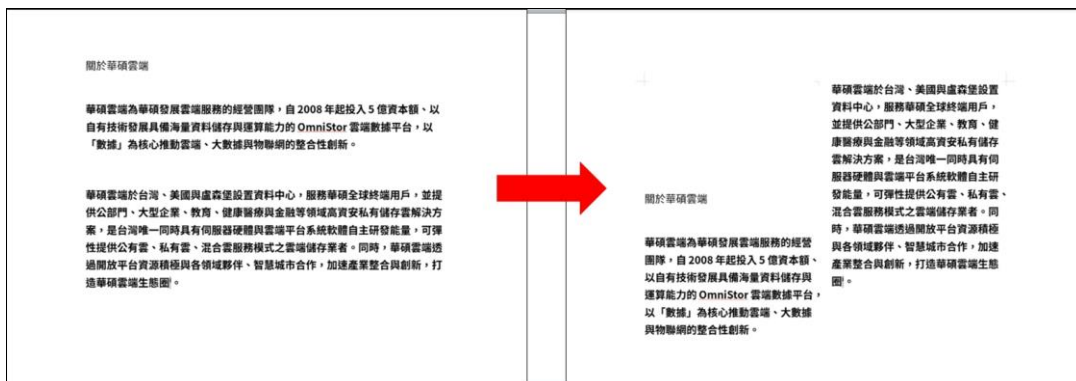 關於華碩雲端
華碩雲端為華碩發展雲端服務的經營團隊，自 2008 年起投入 5 億資本額、以
自有技術發展具備海量資料儲存與運算能力的 OmniStor 雲端數據平台，以
「數據」為核心推動雲端、大數據與物聯網的整合性創新。
華碩雲端於台灣、美國與盧森堡設置資料中心，服務華碩全球終端用戶，並提
供公部門、大型企業、教育、健康醫療與金融等領域高資安私有儲存雲解決方
案，是台灣唯一同時具有伺服器硬體與雲端平台系統軟體自主研發能量，可彈
性提供公有雲、私有雲、混合雲服務模式之雲端儲存業者。同時，華碩雲端透
過開放平台資源積極與各領域夥伴、智慧城市合作，加速產業整合與創新，打
造華碩雲端生態圈。
關於華碩雲端
華碩雲端為華碩發展雲端服務的經營
團隊，自 2008 年起投入 5 億資本額、
以自有技術發展具備海量資料儲存與
運算能力的 OmniStor 雲端數據平台，
以「數據」為核心推動雲端、大數據
與物聯網的整合性創新。
華碩雲端於台灣、美國與盧森堡設置
資料中心，服務華碩全球終端用戶，
並提供公部門、大型企業、教育、健
康醫療與金融等領域高資安私有儲存
雲解決方案，是台灣唯一同時具有伺
服器硬體與雲端平台系統軟體自主研
發能量，可彈性提供公有雲、私有雲、
混合雲服務模式之雲端儲存業者。同
時，華碩雲端透過開放平台資源積極
與各領域夥伴、智慧城市合作，加速
產業整合與創新，打造華碩雲端生態
圈。